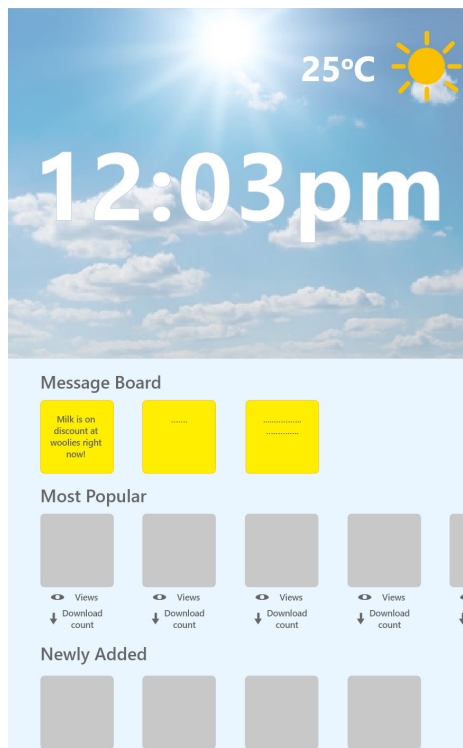 25°C
12:03pm
Message Board
Milk is on
discount at
woolies right
now!
.......
................
..............
Most Popular
Views
Views
Views
Views
Download
count
Download
count
Download
count
Download
count
Newly Added